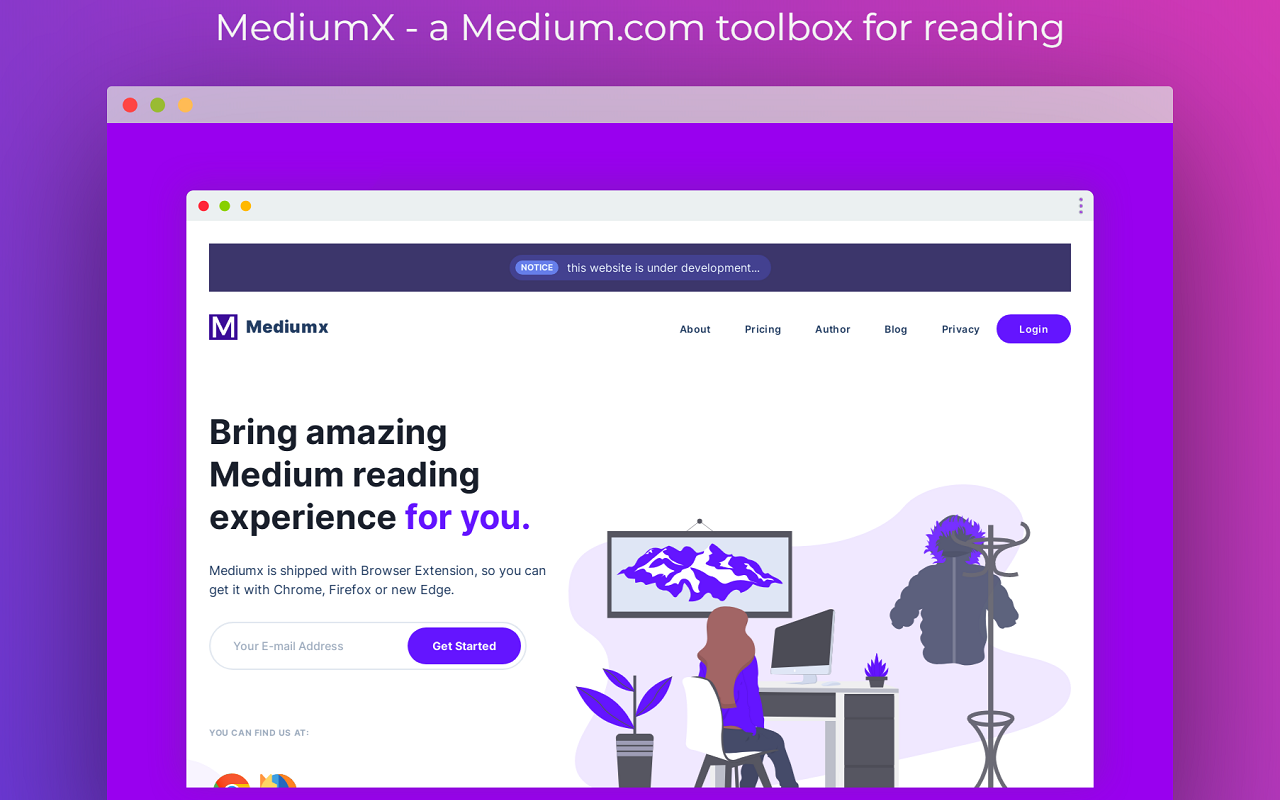 MediumX - a Medium.com toolbox for reading
NOTICE this website is under development...
M Mediumx
About Pricing Author Blog Privacy Login
Bring amazing
Medium reading
experience for you.
Mediumx is shipped with Browser Extension, so you can
get it with Chrome, Firefox or new Edge.
Your E-mail Address Get Started
YOU CAN FIND US AT: